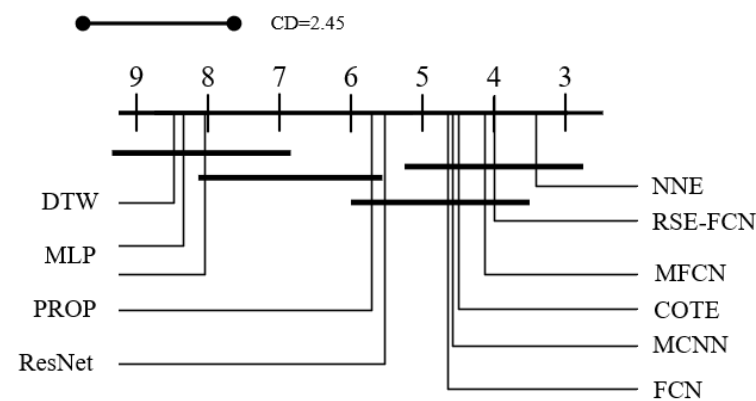 CD=2.45
9 8 7 6 5 4 3
DTW
MLP
PROP
ResNet
NNE
RSE-FCN
MFCN
COTE
MCNN
FCN